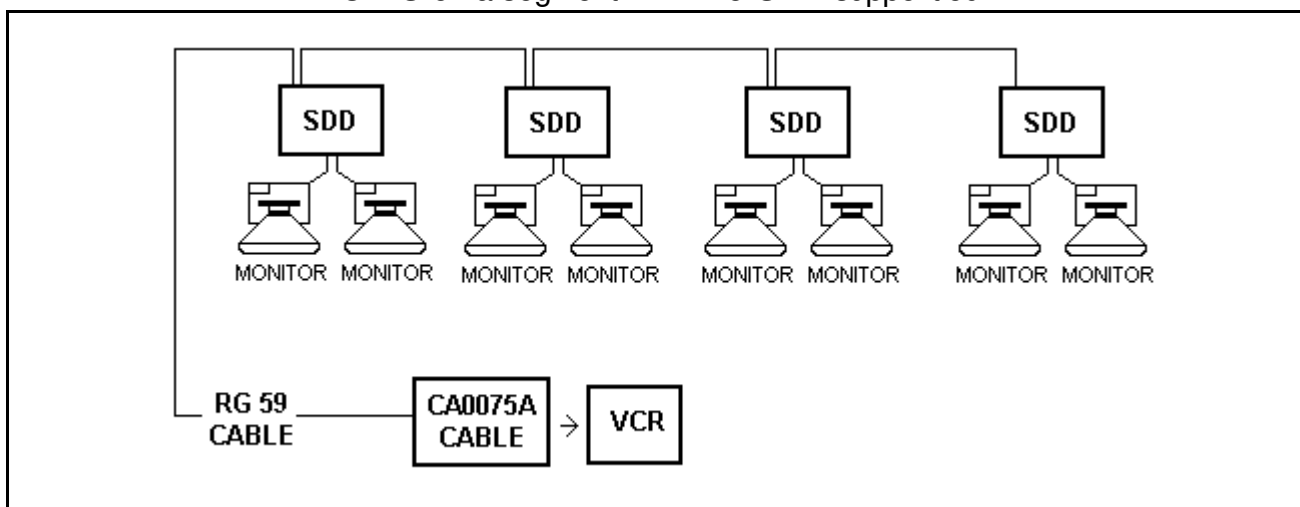 SDD SDD SDD SDD
MONITOR MONITOR MONITOR MONITOR MONITOR MONITOR MONITOR MONITOR
RG 59
CABLE
CA0075A
CABLE
VCR